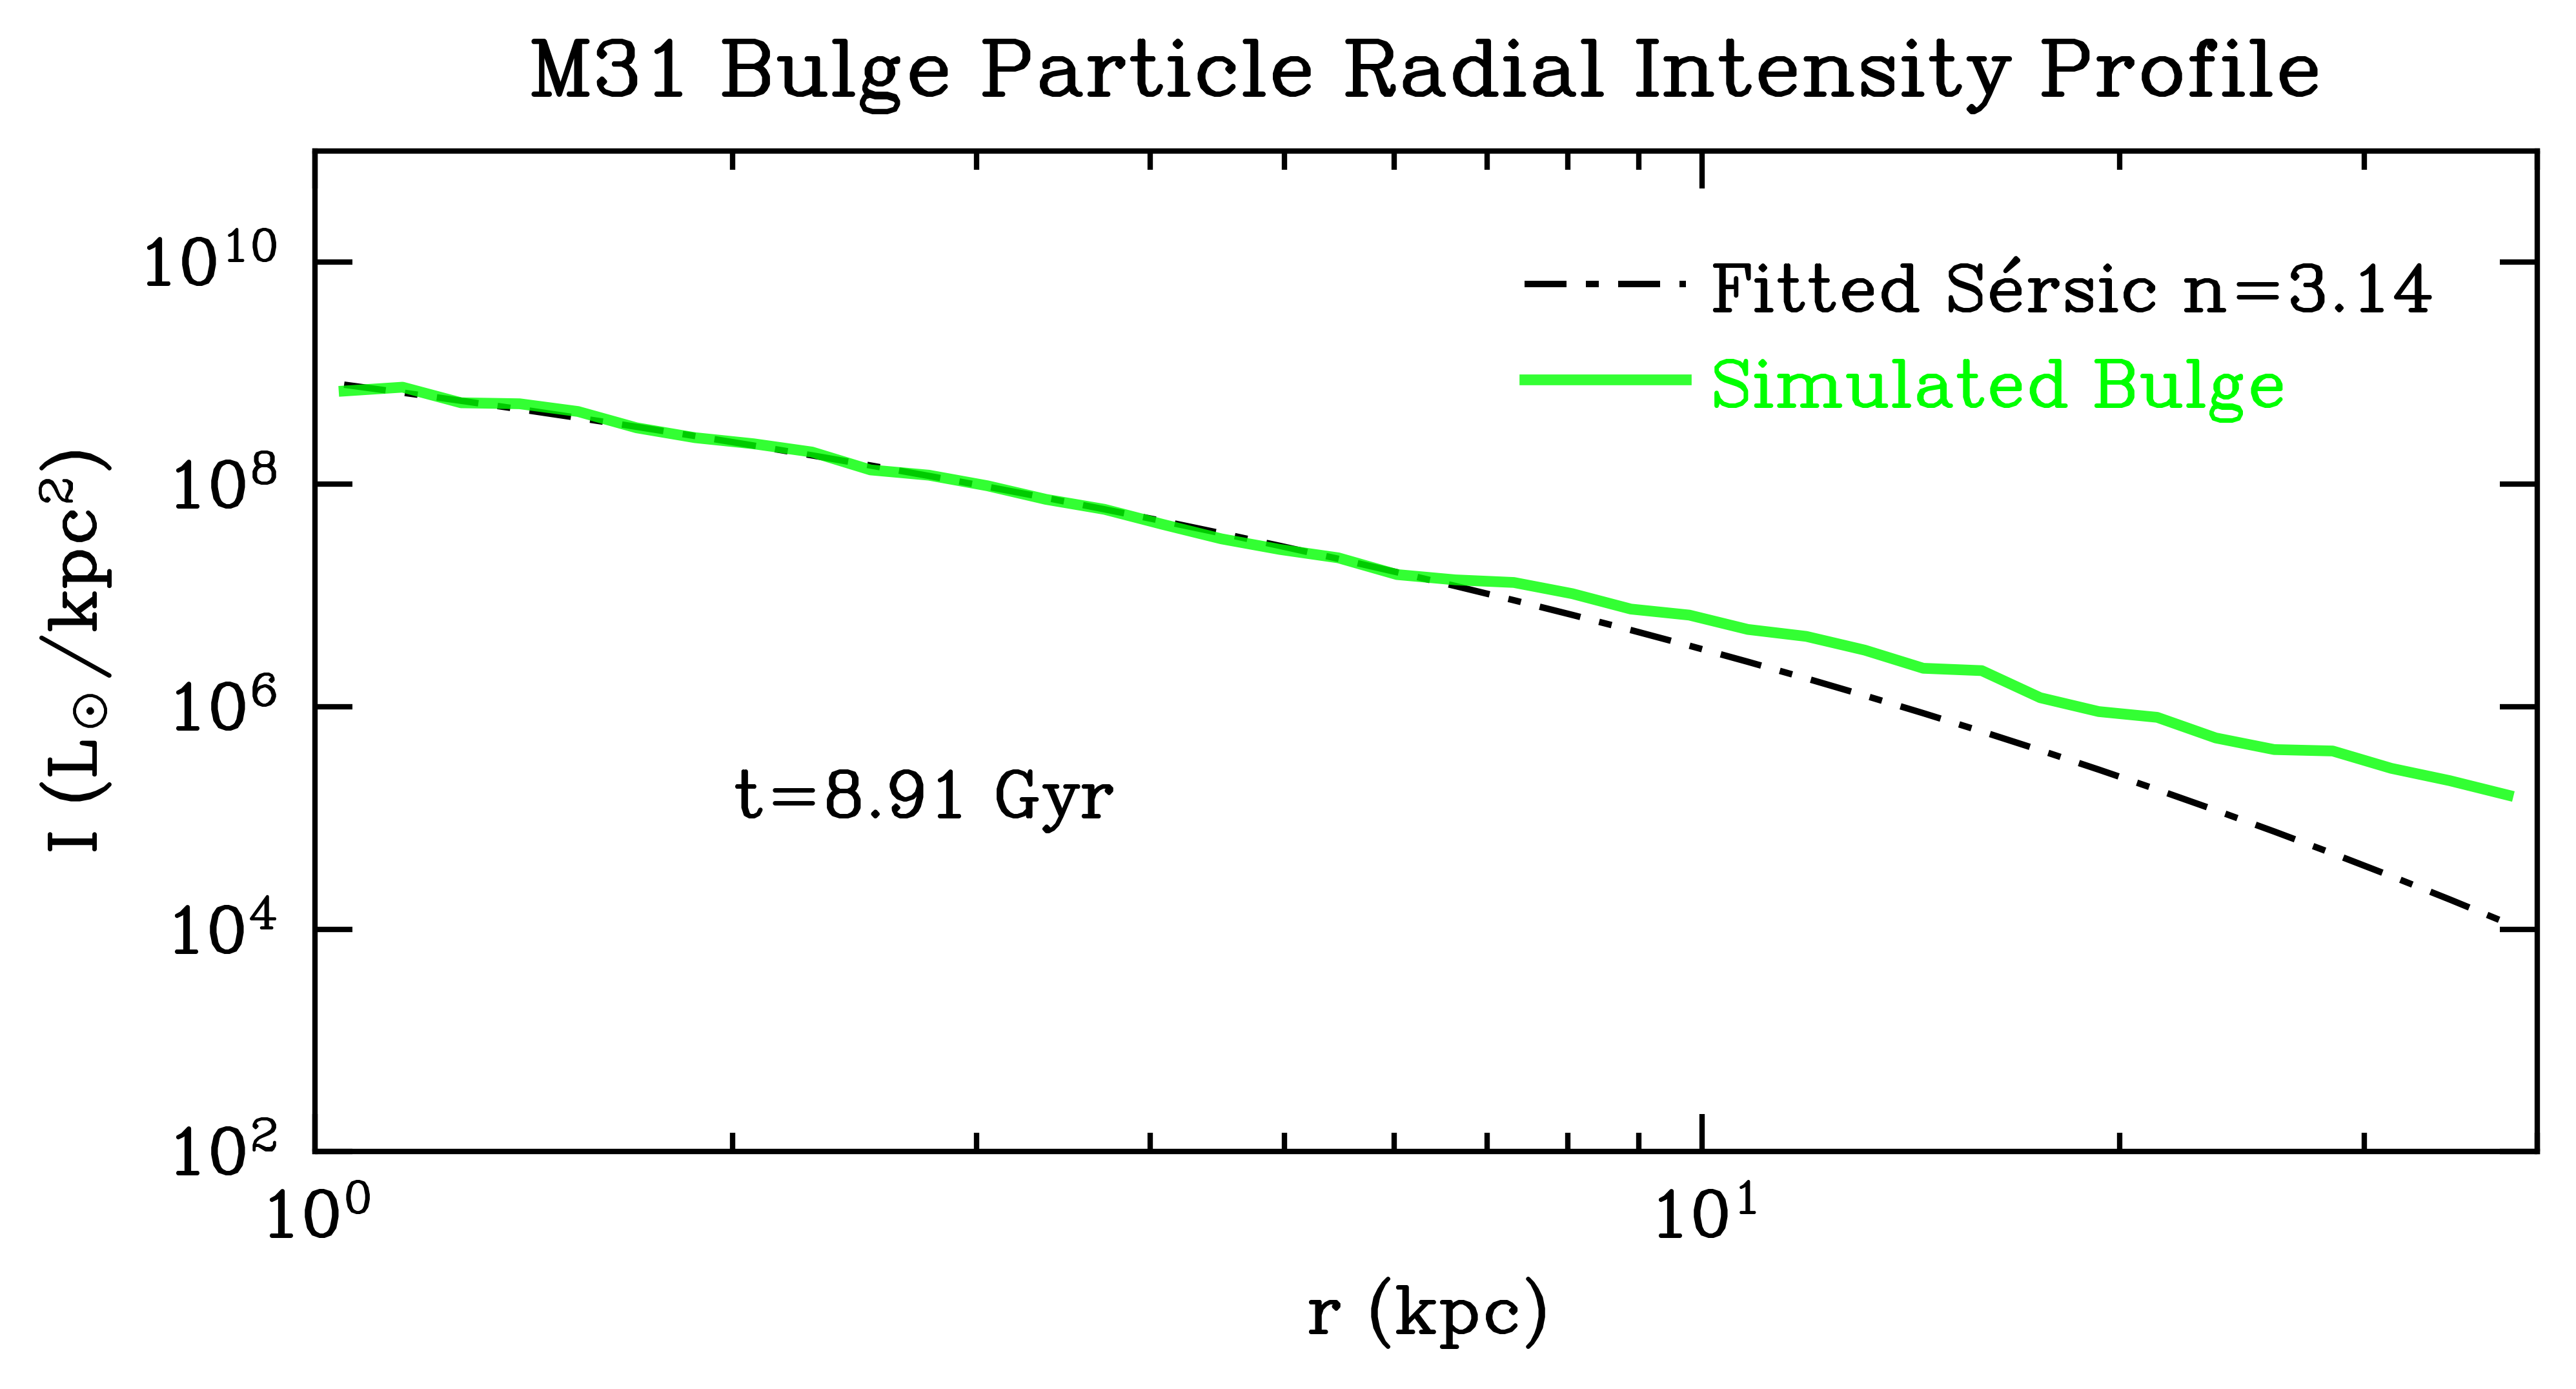 M31 Bulge Particle Radial Intensity Profile
10¹⁰
10⁸
10⁶
10⁴
10²
I (L☉/kpc²)
Fitted Sérsic n=3.14
Simulated Bulge
t=8.91 Gyr
10⁰ 10¹
r (kpc)